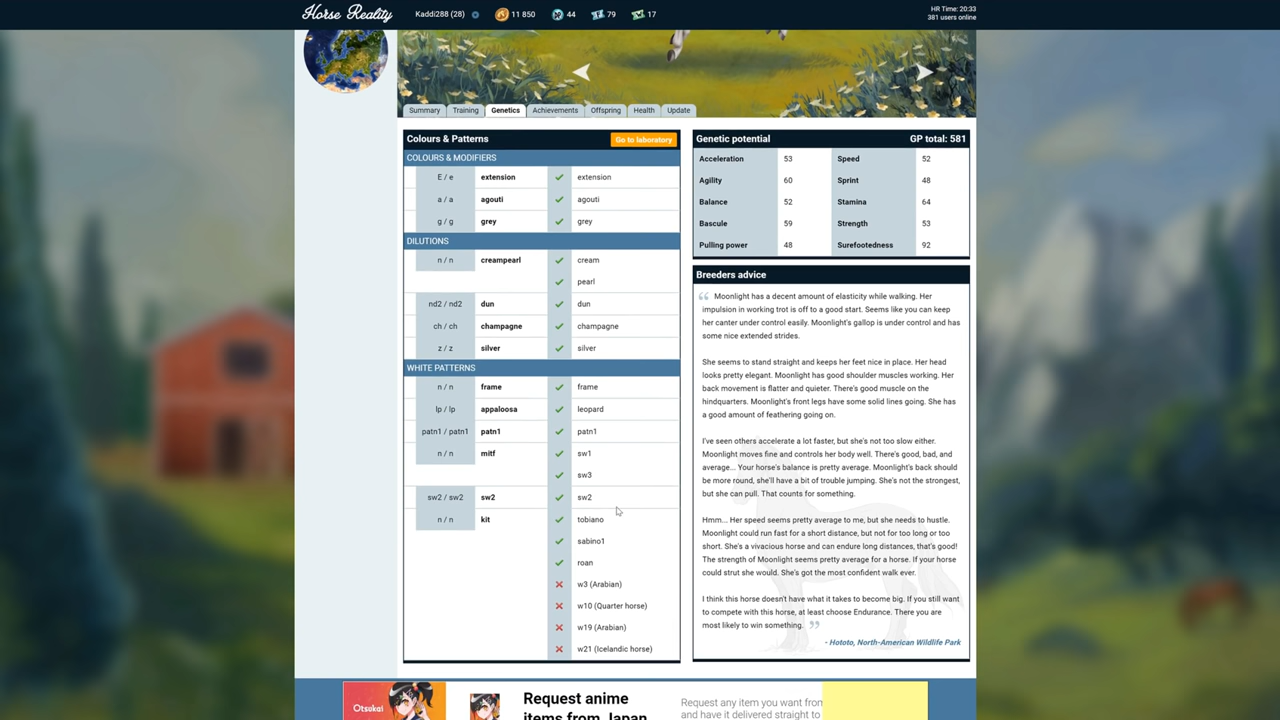 Horse Reality
Kaddi288 (28)
11 850
44
79
17
HR Time: 20:33
381 users online
Summary
Training
Genetics
Achievements
Offspring
Health
Update
Colours & Patterns
Go to laboratory
COLOURS & MODIFIERS
E / e extension extension
a / a agouti agouti
g / g grey grey
DILUTIONS
n / n creampearl cream
pearl
nd2 / nd2 dun dun
ch / ch champagne champagne
z / z silver silver
WHITE PATTERNS
n / n frame frame
lp / lp appaloosa leopard
patn1 / patn1 patn1 patn1
n / n mitf sw1
sw3
sw2 / sw2 sw2 sw2
n / n kit tobiano
sabino1
roan
w3 (Arabian)
w10 (Quarter horse)
w19 (Arabian)
w21 (Icelandic horse)
Genetic potential GP total: 581
Acceleration 53 Speed 52
Agility 60 Sprint 48
Balance 52 Stamina 64
Bascule 59 Strength 53
Pulling power 48 Surefootedness 92
Breeders advice
“ Moonlight has a decent amount of elasticity while walking. Her
impulsion in working trot is off to a good start. Seems like you can keep
her canter under control easily. Moonlight's gallop is under control and has
some nice extended strides.
She seems to stand straight and keeps her feet nice in place. Her head
looks pretty elegant. Moonlight has good shoulder muscles working. Her
back movement is flatter and quieter. There's good muscle on the
hindquarters. Moonlight's front legs have some solid lines going. She has
a good amount of feathering going on.
I've seen others accelerate a lot faster, but she's not too slow either.
Moonlight moves fine and controls her body well. There's good, bad, and
average... Your horse's balance is pretty average. Moonlight's back should
be more round, she'll have a bit of trouble jumping. She's not the strongest,
but she can pull. That counts for something.
Hmm... Her speed seems pretty average to me, but she needs to hustle.
Moonlight could run fast for a short distance, but not for too long or too
short. She's a vivacious horse and can endure long distances, that's good!
The strength of Moonlight seems pretty average for a horse. If your horse
could strut she would. She's got the most confident walk ever.
I think this horse doesn't have what it takes to become big. If you still want
to compete with this horse, at least choose Endurance. There you are
most likely to win something. ”
- Hototo, North-American Wildlife Park
Otsukai
Request anime
items from Japan
Request any item you want from
and have it delivered straight to